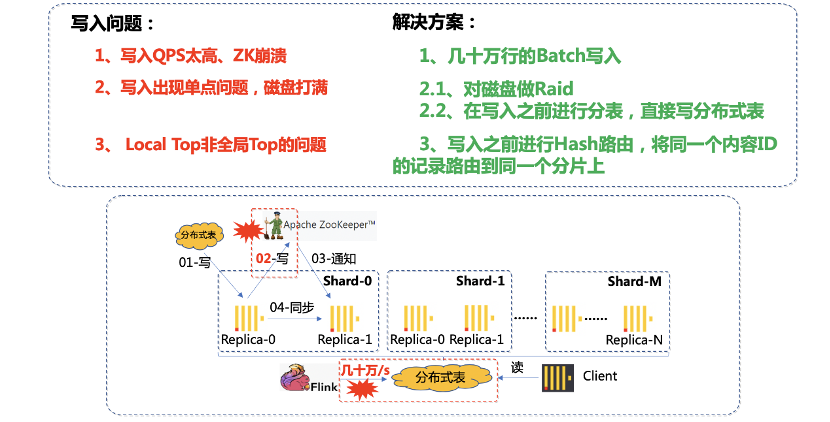 写入问题：
1、写入QPS太高、ZK崩溃
2、写入出现单点问题，磁盘打满
3、 Local Top非全局Top的问题
解决方案：
1、几十万行的Batch写入
2.1、对磁盘做Raid
2.2、在写入之前进行分表，直接写分布式表
3、写入之前进行Hash路由，将同一个内容ID
的记录路由到同一个分片上
分布式表
Apache ZooKeeper™
01-写
02-写
03-通知
Shard-0
Shard-1
Shard-M
04-同步
Replica-0
Replica-1
Replica-0
Replica-1
......
......
Replica-N
Flink
几十万/s
分布式表
读
Client